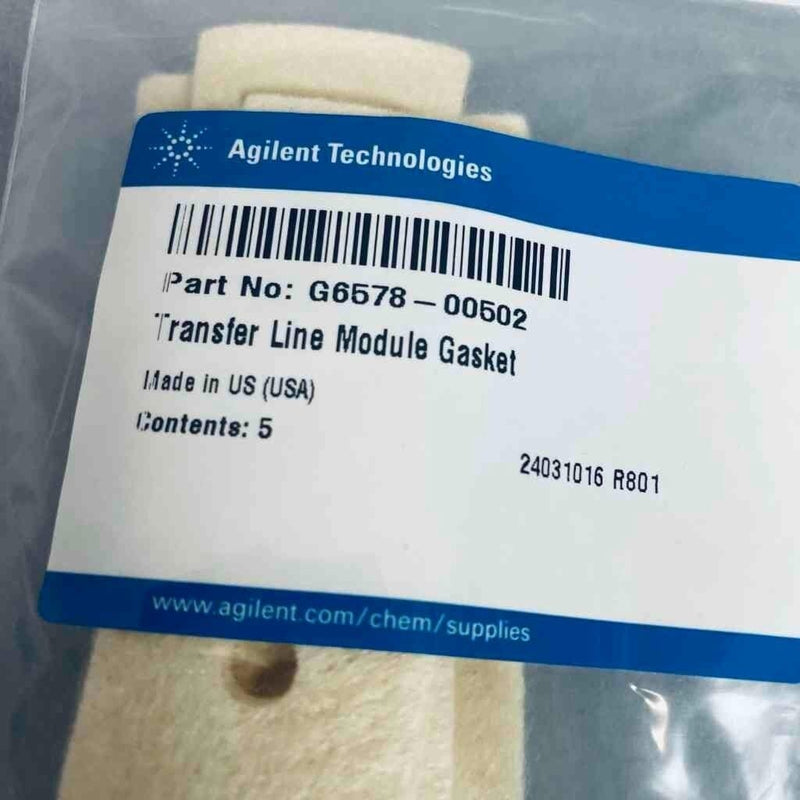 Agilent Technologies
Part No: G6578-00502
Transfer Line Module Gasket
Made in US (USA)
Contents: 5
24031016 R801
www.agilent.com/chem/supplies